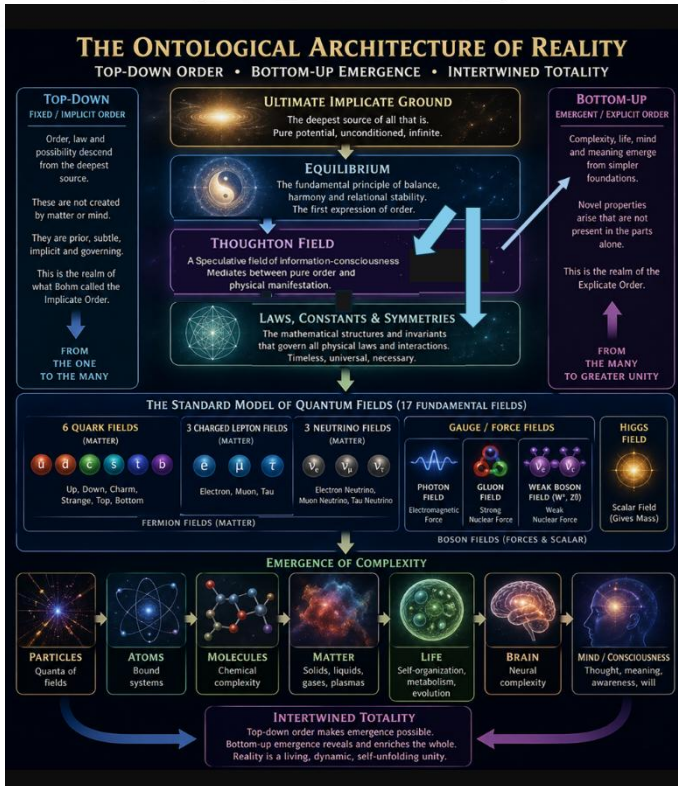 THE ONTOLOGICAL ARCHITECTURE OF REALITY
TOP-DOWN ORDER • BOTTOM-UP EMERGENCE • INTERTWINED TOTALITY
TOP-DOWN
FIXED / IMPLICIT ORDER
Order, law and
possibility descend
from the deepest
source.
These are not created
by matter or mind.
They are prior, subtle,
implicit and governing.
This is the realm of
what Bohm called the
Implicate Order.
FROM
THE ONE
TO THE MANY
ULTIMATE IMPLICATE GROUND
The deepest source of all that is.
Pure potential, unconditioned, infinite.
EQUILIBRIUM
The fundamental principle of balance,
harmony and relational stability.
The first expression of order.
THOUGHTON FIELD
A Speculative field of information-consciousness
Mediates between pure order and
physical manifestation.
LAWS, CONSTANTS & SYMMETRIES
The mathematical structures and invariants
that govern all physical laws and interactions.
Timeless, universal, necessary.
BOTTOM-UP
EMERGENT / EXPLICIT ORDER
Complexity, life, mind
and meaning emerge
from simpler
foundations.
Novel properties
arise that are not
present in the parts
alone.
This is the realm of the
Explicate Order.
FROM
THE MANY
TO GREATER UNITY
THE STANDARD MODEL OF QUANTUM FIELDS (17 FUNDAMENTAL FIELDS)
6 QUARK FIELDS
(MATTER)
d c s t b
Up, Down, Charm,
Strange, Top, Bottom
3 CHARGED LEPTON FIELDS
(MATTER)
Electron, Muon, Tau
3 NEUTRINO FIELDS
(MATTER)
νe νμ ντ
Electron Neutrino,
Muon Neutrino, Tau Neutrino
FERMION FIELDS (MATTER)
GAUGE / FORCE FIELDS
PHOTON
FIELD
Electromagnetic
Force
GLUON
FIELD
Strong
Nuclear Force
WEAK BOSON
FIELD
Weak
Nuclear Force
BOSON FIELDS (FORCES & SCALAR)
HIGGS
FIELD
Scalar Field
(Gives Mass)
EMERGENCE OF COMPLEXITY
PARTICLES
Quanta of
fields
ATOMS
Bound
systems
MOLECULES
Chemical
complexity
MATTER
Solids, liquids,
gases, plasmas
LIFE
Self-organization,
metabolism,
evolution
BRAIN
Neural
complexity
MIND / CONSCIOUSNESS
Thought, meaning,
awareness, will
INTERTWINED TOTALITY
Top-down order makes emergence possible.
Bottom-up emergence reveals and enriches the whole.
Reality is a living, dynamic, self-unfolding unity.